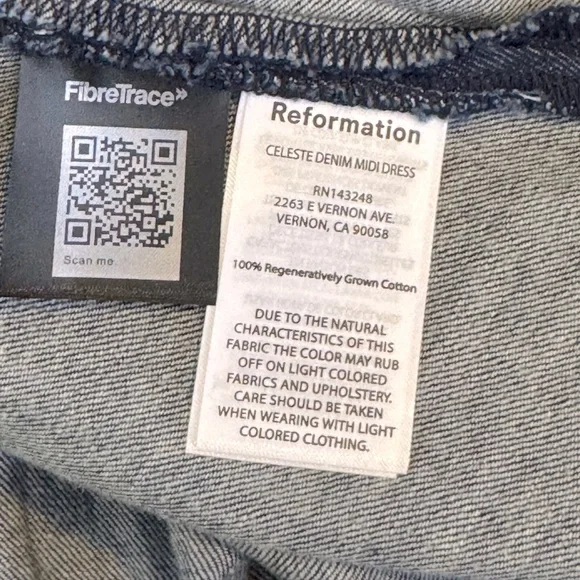 FibreTrace»
Scan me.
Reformation
CELESTE DENIM MIDI DRESS
RN143248
2263 E VERNON AVE.
VERNON, CA 90058
100% Regeneratively Grown Cotton
DUE TO THE NATURAL
CHARACTERISTICS OF THIS
FABRIC THE COLOR MAY RUB
OFF ON LIGHT COLORED
FABRICS AND UPHOLSTERY.
CARE SHOULD BE TAKEN
WHEN WEARING WITH LIGHT
COLORED CLOTHING.